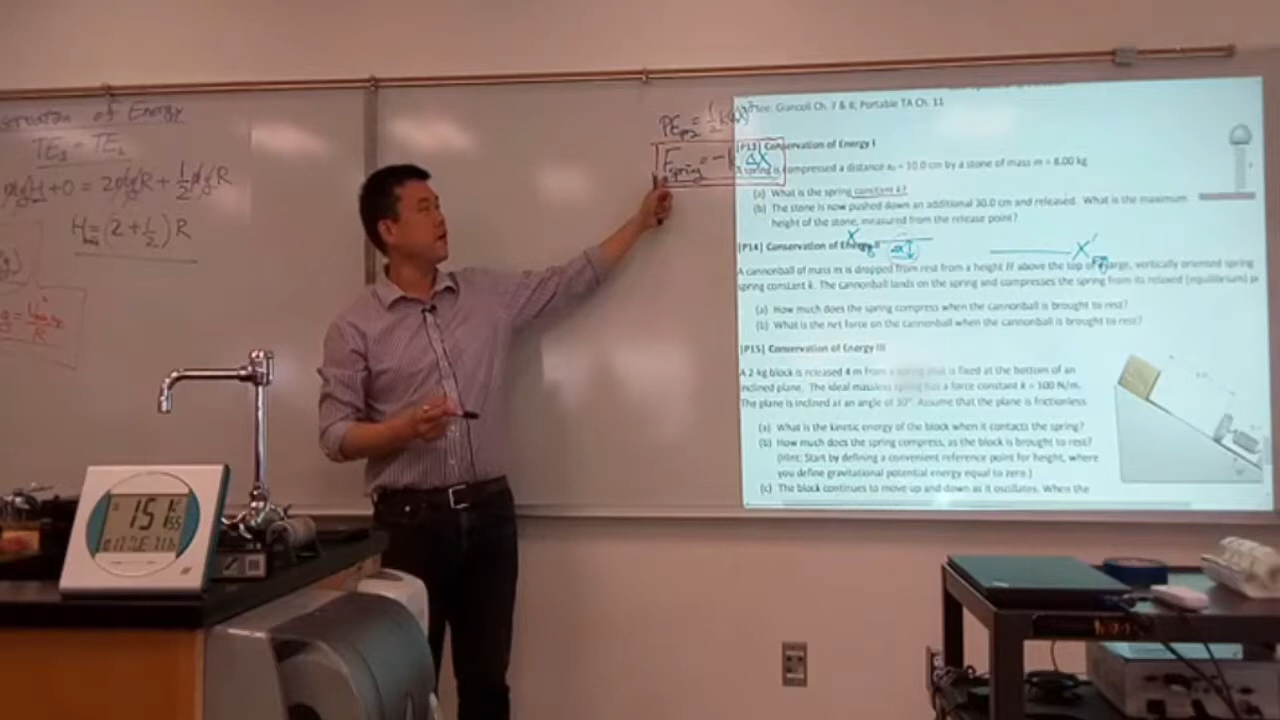 of Energy
TE₁ = TE₂
+ 0 = 2mgR + ½mgR
H = (2 + ½) R
PE = ½ k(Δx)²
F spring = -k Δx
see: Giancoli Ch. 7 & 8; Portable TA Ch. 11
[P13] Conservation of Energy I
A spring is compressed a distance x₀ = 10.0 cm by a stone of mass m = 8.00 kg
(a) What is the spring constant k?
(b) The stone is now pushed down an additional 30.0 cm and released. What is the maximum
height of the stone, measured from the release point?
[P14] Conservation of Energy II
A cannonball of mass m is dropped from rest from a height H above the top of a large, vertically oriented spring
spring constant k. The cannonball lands on the spring and compresses the spring from its relaxed (equilibrium) po
(a) How much does the spring compress when the cannonball is brought to rest?
(b) What is the net force on the cannonball when the cannonball is brought to rest?
[P15] Conservation of Energy III
A 2 kg block is released 4 m from a spring that is fixed at the bottom of an
inclined plane. The ideal massless spring has a force constant k = 100 N/m.
The plane is inclined at an angle of 30°. Assume that the plane is frictionless
(a) What is the kinetic energy of the block when it contacts the spring?
(b) How much does the spring compress, as the block is brought to rest?
(Hint: Start by defining a convenient reference point for height, where
you define gravitational potential energy equal to zero.)
(c) The block continues to move up and down as it oscillates. When the
151
55